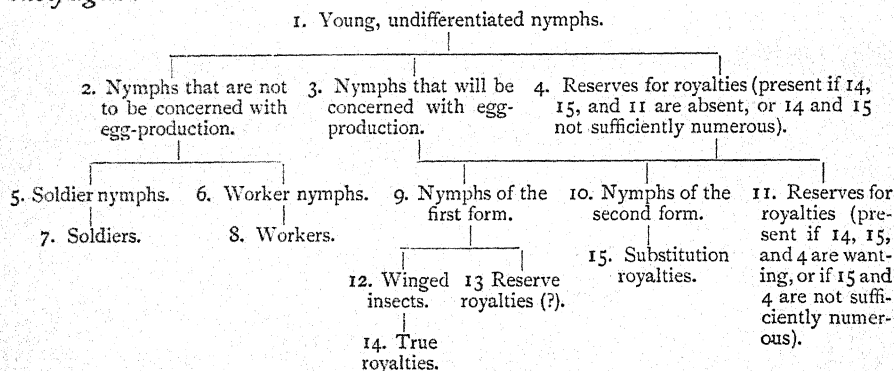 1. Young, undifferentiated nymphs.
2. Nymphs that are not
to be concerned with
egg-production.
3. Nymphs that will be
concerned with egg-
production.
4. Reserves for royalties (present if 14,
15, and 11 are absent, or 14 and 15
not sufficiently numerous).
5. Soldier nymphs.
6. Worker nymphs.
9. Nymphs of the
first form.
10. Nymphs of the
second form.
11. Reserves for
royalties (pre-
sent if 14, 15,
and 4 are want-
ing, or if 15 and
4 are not suffi-
ciently numer-
ous).
7. Soldiers.
8. Workers.
12. Winged
insects.
13 Reserve
royalties (?).
15. Substitution
royalties.
14. True
royalties.